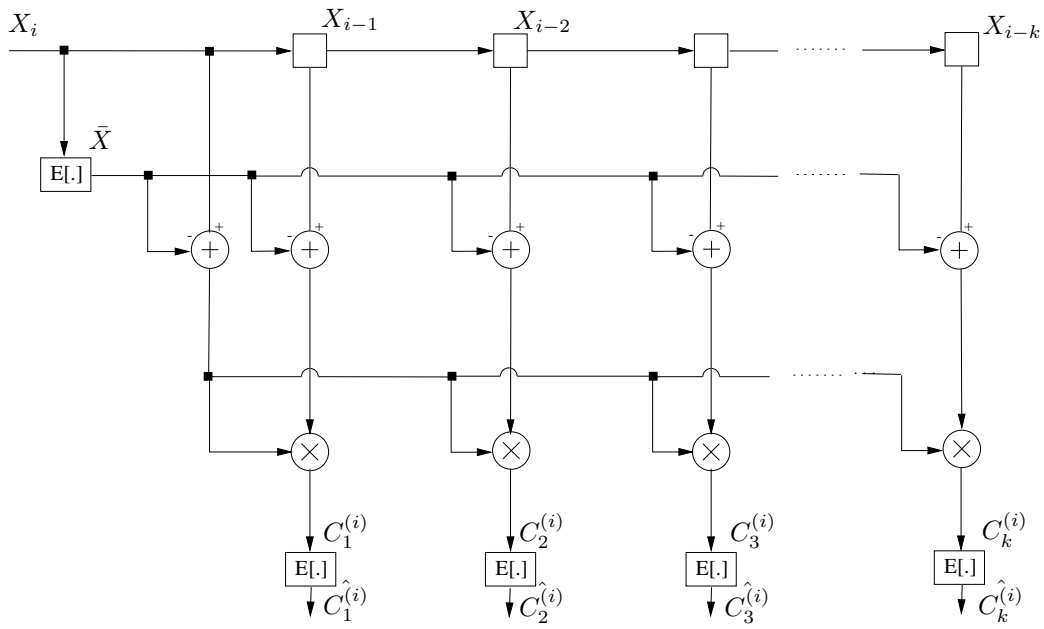 X_i X_{i−1} X_{i−2} X_{i−k}
X̄
E[.]
- + - + - + - + - +
+ + + + +
× × × ×
C_1^{(i)} C_2^{(i)} C_3^{(i)} C_k^{(i)}
E[.] E[.] E[.] E[.]
Ĉ_1^{(i)} Ĉ_2^{(i)} Ĉ_3^{(i)} Ĉ_k^{(i)}